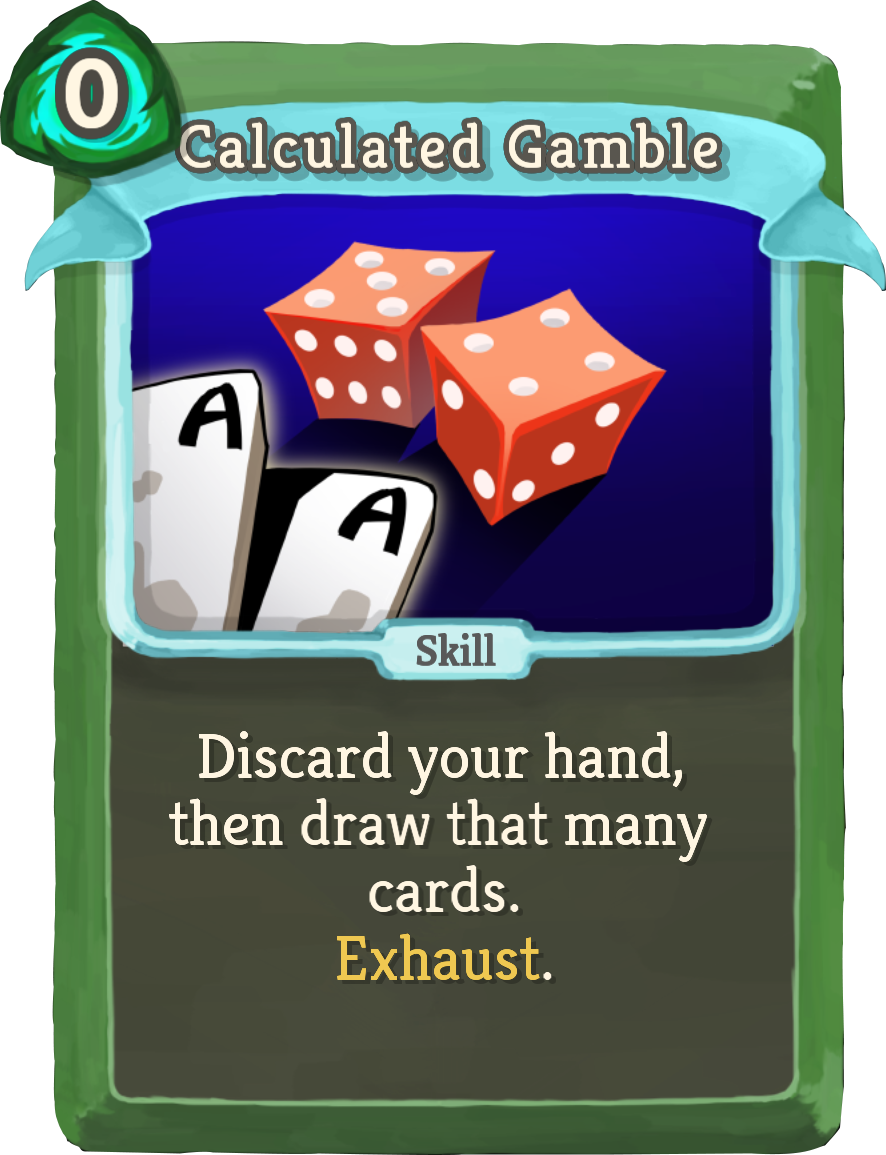 0
Calculated Gamble
A
A
Skill
Discard your hand,
then draw that many
cards.
Exhaust.